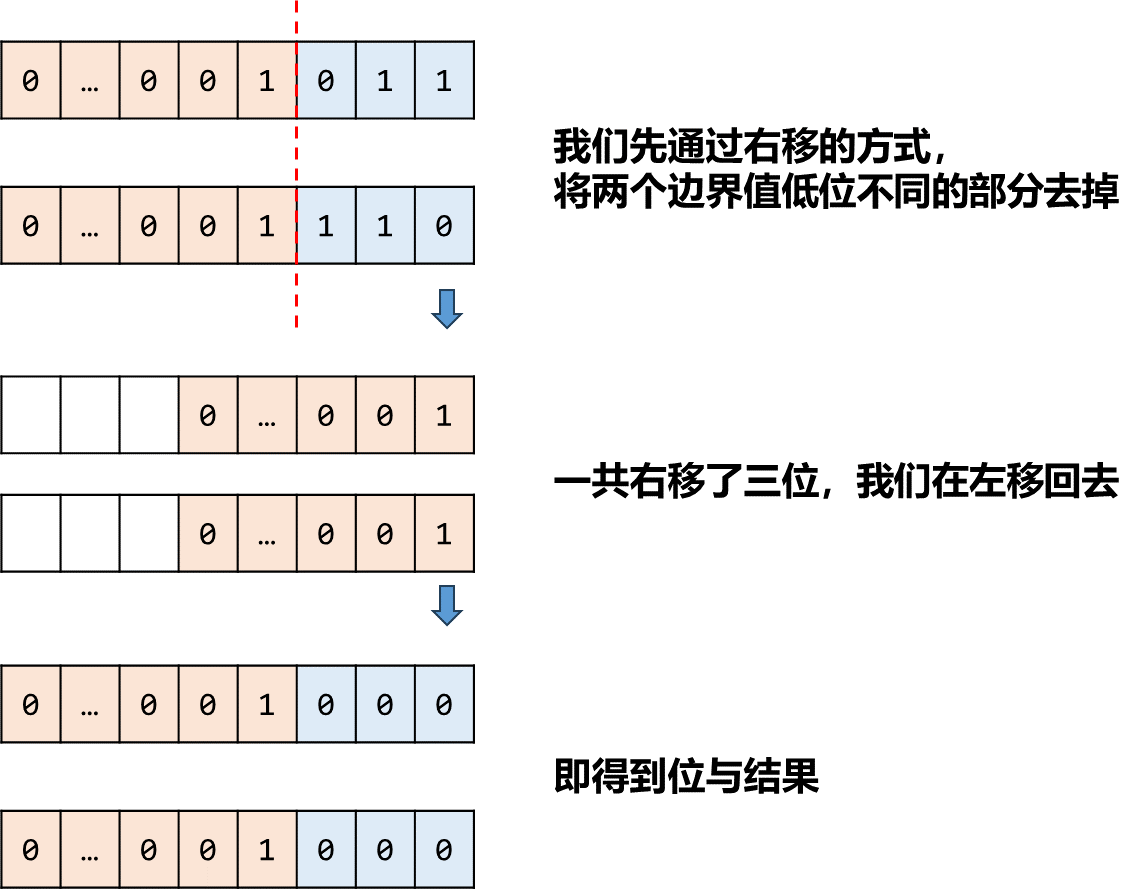 0 … 0 0 1 0 1 1
我们先通过右移的方式，
将两个边界值低位不同的部分去掉
0 … 0 0 1 1 1 0
0 … 0 0 1
一共右移了三位，我们在左移回去
0 … 0 0 1
0 … 0 0 1 0 0 0
即得到位与结果
0 … 0 0 1 0 0 0